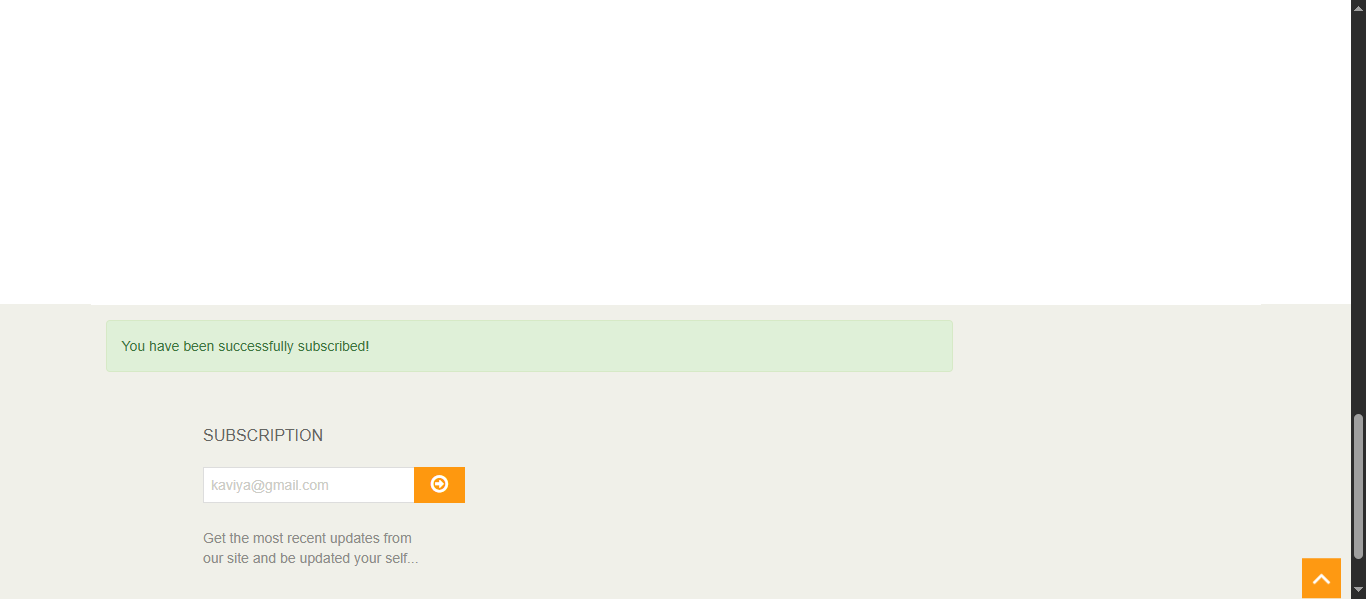 You have been successfully subscribed!
SUBSCRIPTION
kaviya@gmail.com
Get the most recent updates from
our site and be updated your self...